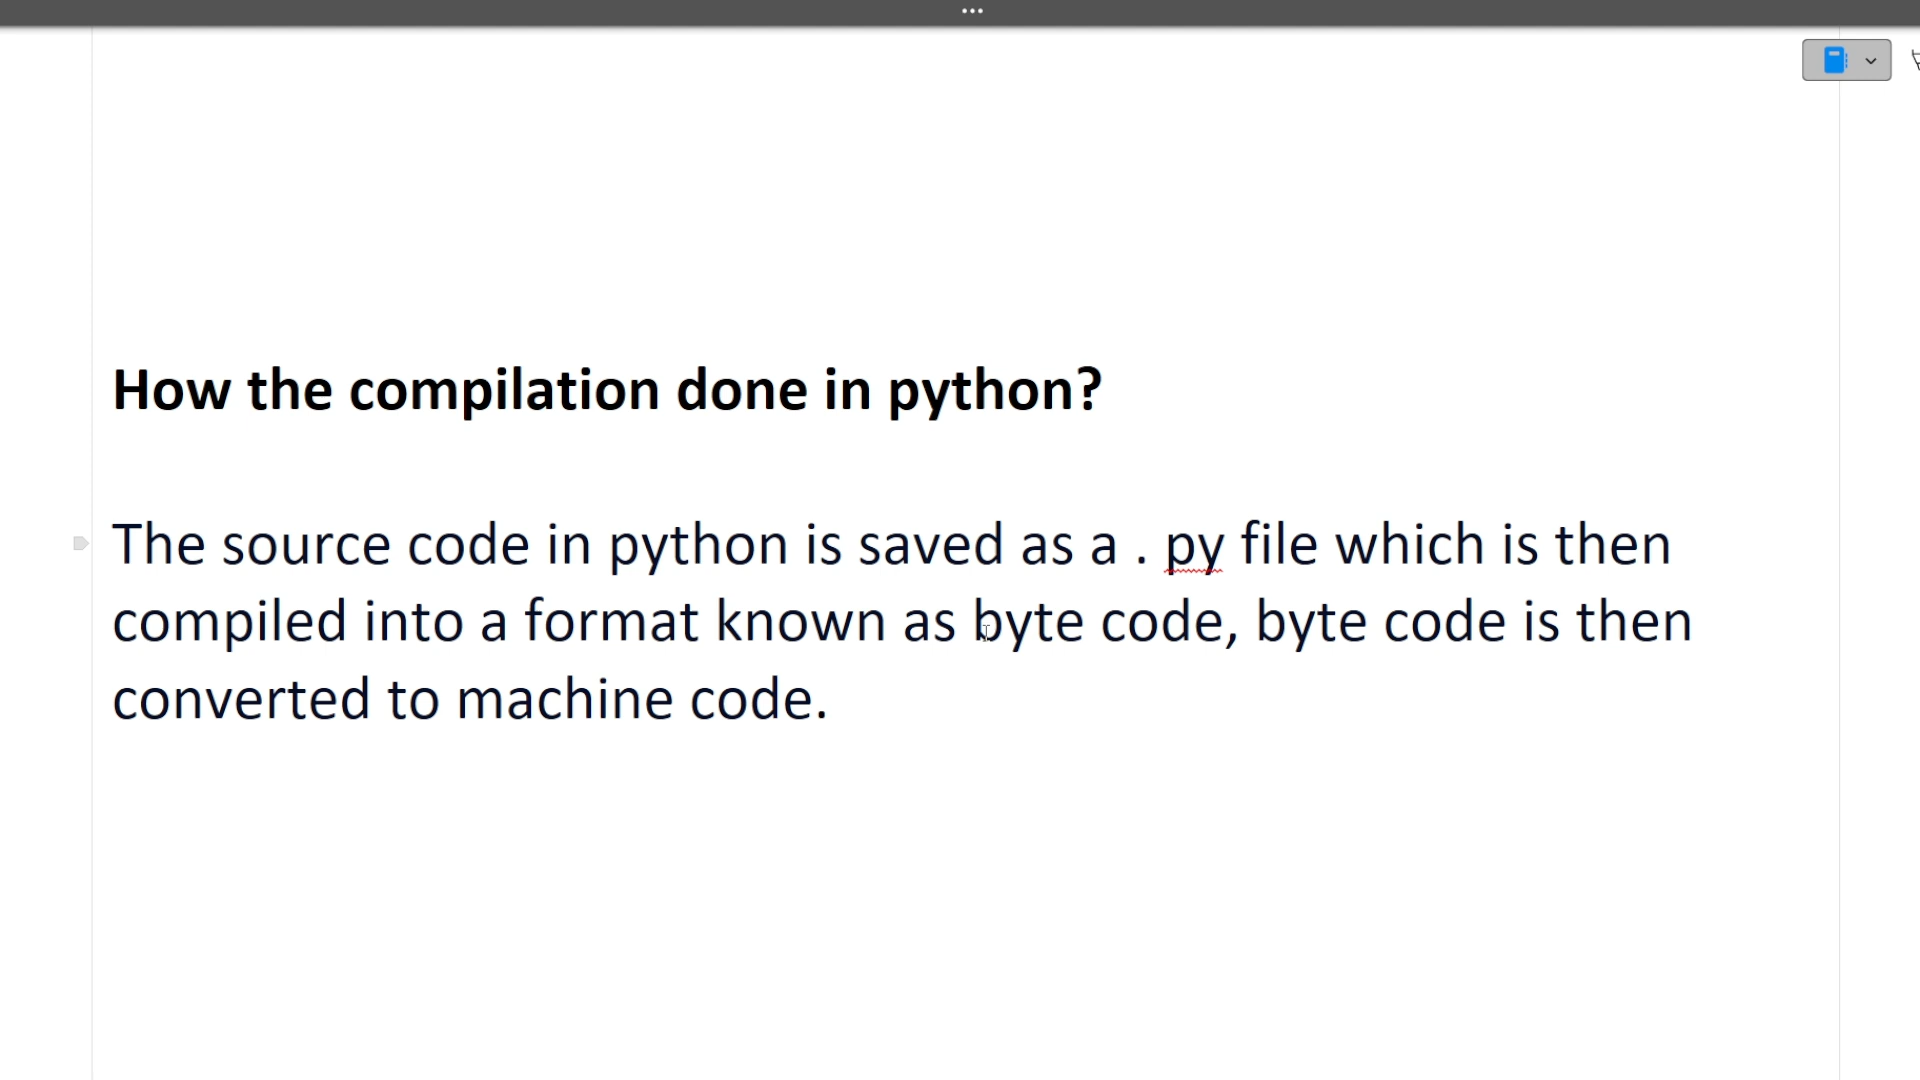 How the compilation done in python?
The source code in python is saved as a . py file which is then
compiled into a format known as byte code, byte code is then
converted to machine code.